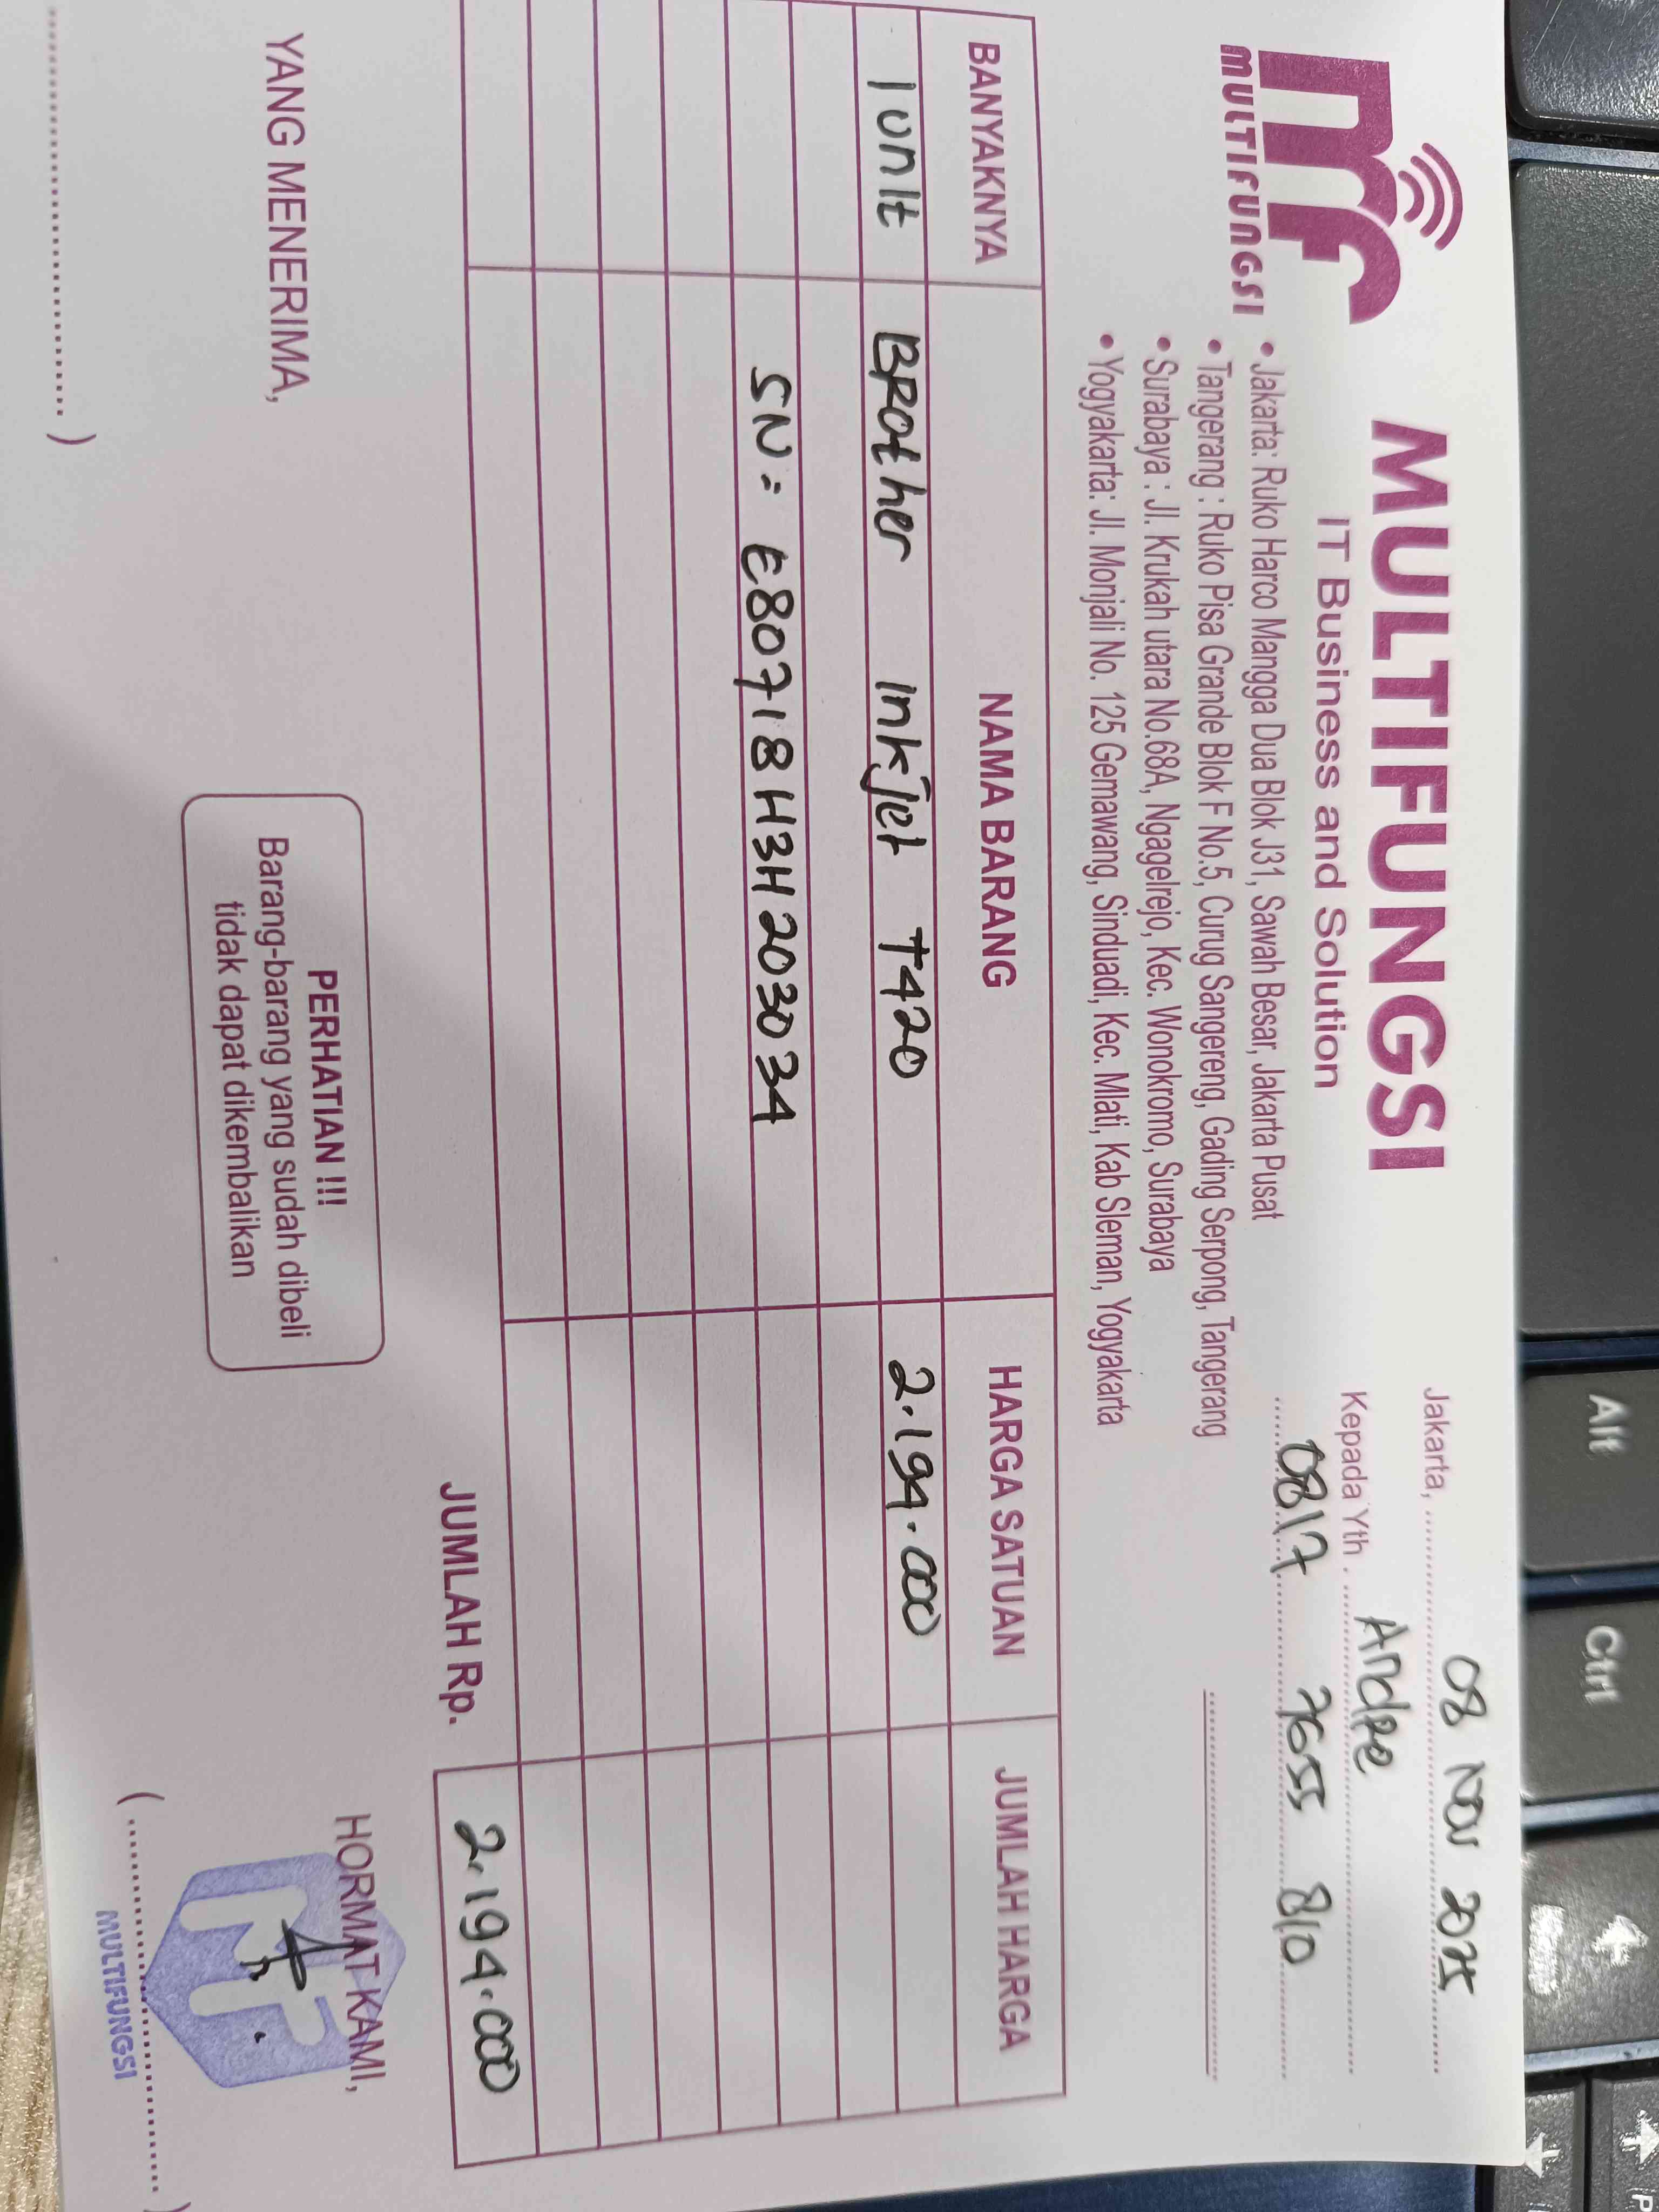 MULTIFUNGSI
MULTIFUNGSI
IT Business and Solution
• Jakarta: Ruko Harco Mangga Dua Blok J31, Sawah Besar, Jakarta Pusat
• Tangerang : Ruko Pisa Grande Blok F No.5, Curug Sangereng, Gading Serpong, Tangerang
• Surabaya : Jl. Krukah utara No.68A, Ngagelrejo, Kec. Wonokromo, Surabaya
• Yogyakarta: Jl. Monjali No. 125 Gemawang, Sinduadi, Kec. Mlati, Kab Sleman, Yogyakarta
Jakarta, 08 Nov 2025
Kepada Yth. Andre
0817 7655 810
BANYAKNYA NAMA BARANG HARGA SATUAN JUMLAH HARGA
1 unit Brother Inkjet T420 2.194.000
SN = E80718H3H203034
JUMLAH Rp. 2.194.000
YANG MENERIMA,
PERHATIAN !!!
Barang-barang yang sudah dibeli
tidak dapat dikembalikan
HORMAT KAMI,
MULTIFUNGSI
Alt
Ctrl